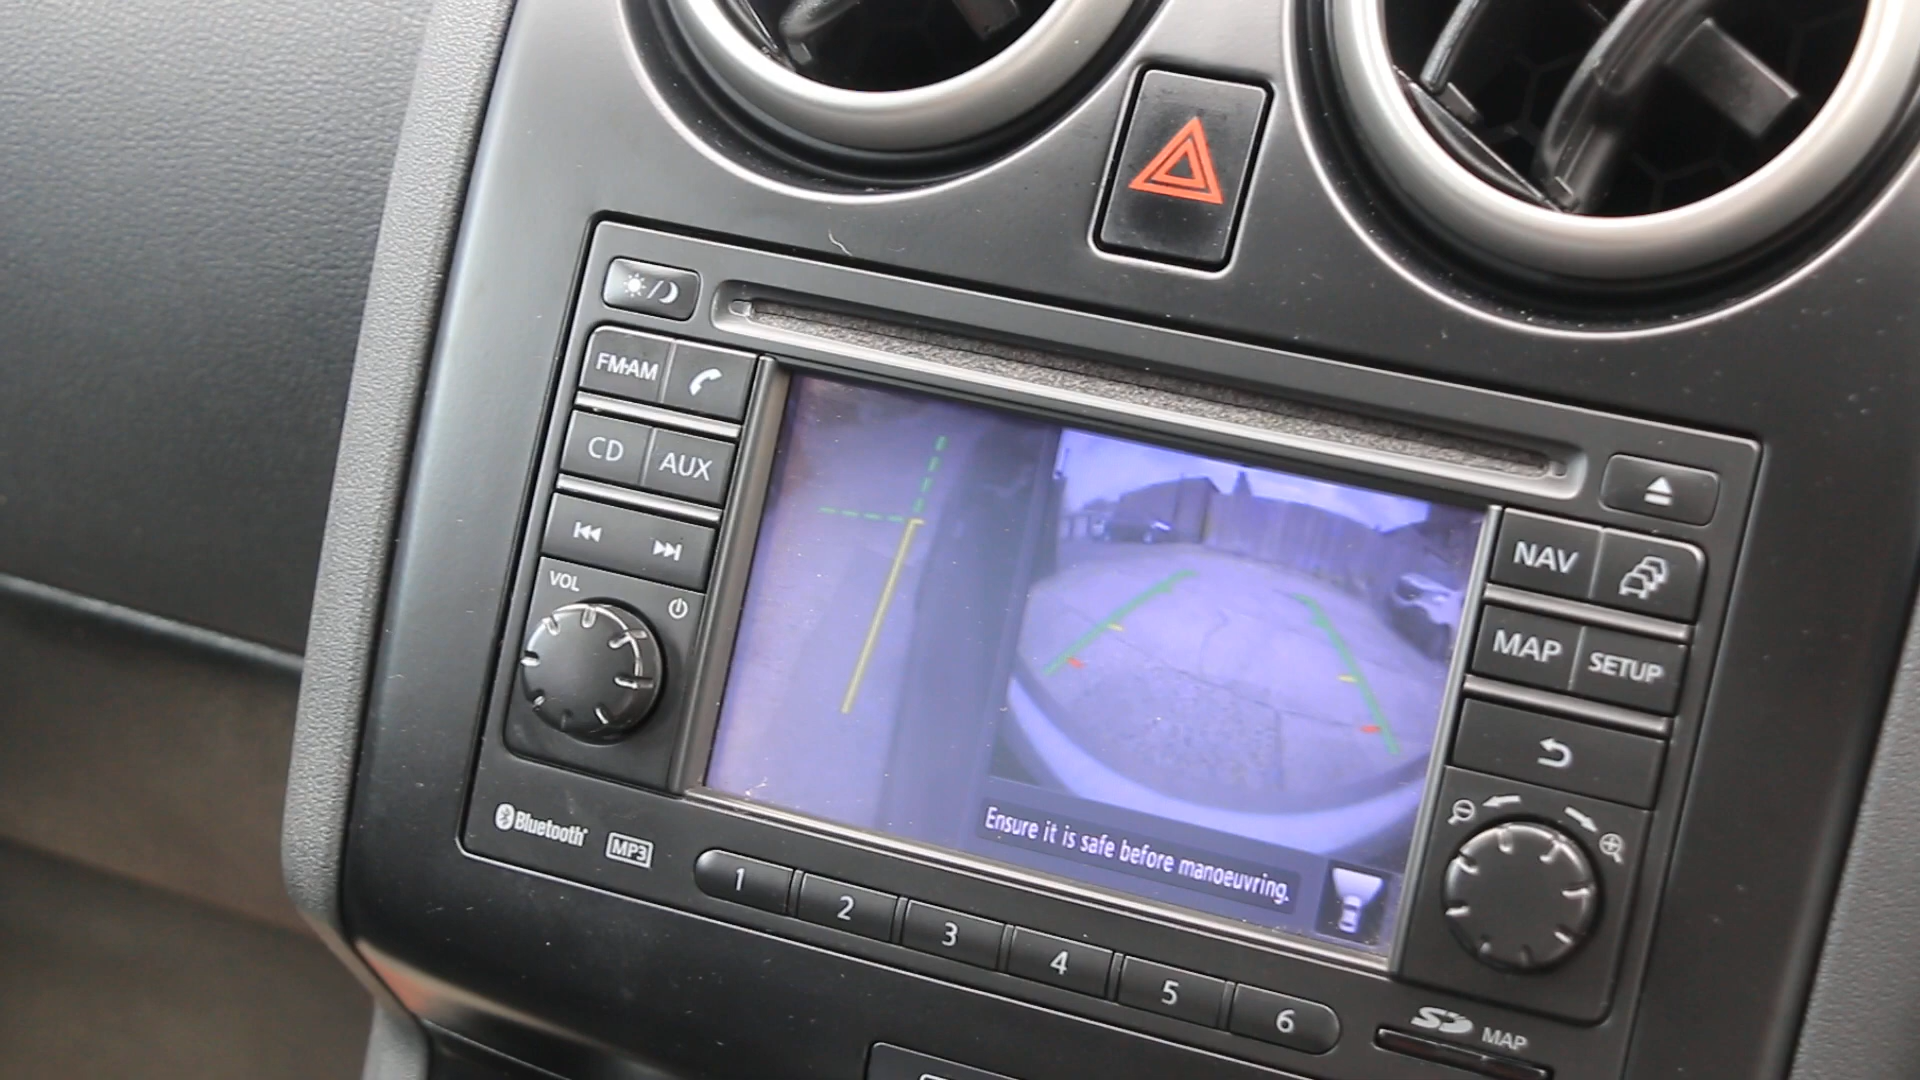 FM·AM
CD AUX
VOL
Bluetooth®
MP3
NAV
MAP SETUP
Ensure it is safe before manoeuvring.
1 2 3 4 5 6
SD MAP